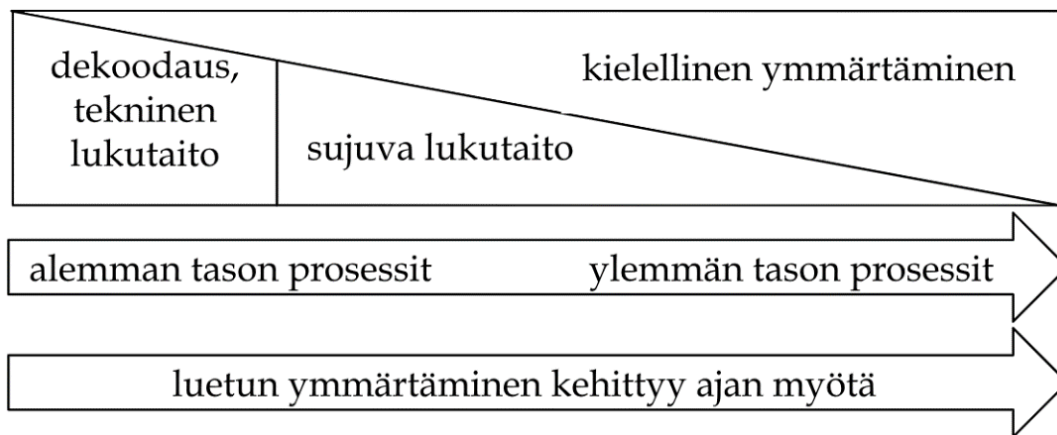 dekoodaus,
tekninen
lukutaito
sujuva lukutaito
kielellinen ymmärtäminen
alemman tason prosessit
ylemmän tason prosessit
luetun ymmärtäminen kehittyy ajan myötä